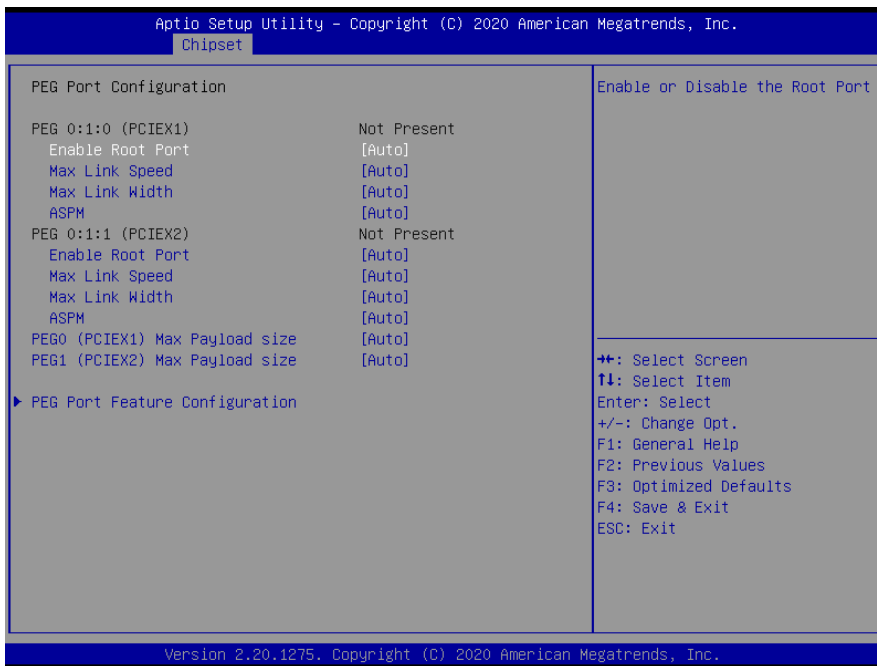 Aptio Setup Utility – Copyright (C) 2020 American Megatrends, Inc.
Chipset
PEG Port Configuration
PEG 0:1:0 (PCIEX1) Not Present
Enable Root Port [Auto]
Max Link Speed [Auto]
Max Link Width [Auto]
ASPM [Auto]
PEG 0:1:1 (PCIEX2) Not Present
Enable Root Port [Auto]
Max Link Speed [Auto]
Max Link Width [Auto]
ASPM [Auto]
PEG0 (PCIEX1) Max Payload size [Auto]
PEG1 (PCIEX2) Max Payload size [Auto]
PEG Port Feature Configuration
Enable or Disable the Root Port
→←: Select Screen
↑↓: Select Item
Enter: Select
+/-: Change Opt.
F1: General Help
F2: Previous Values
F3: Optimized Defaults
F4: Save & Exit
ESC: Exit
Version 2.20.1275. Copyright (C) 2020 American Megatrends, Inc.